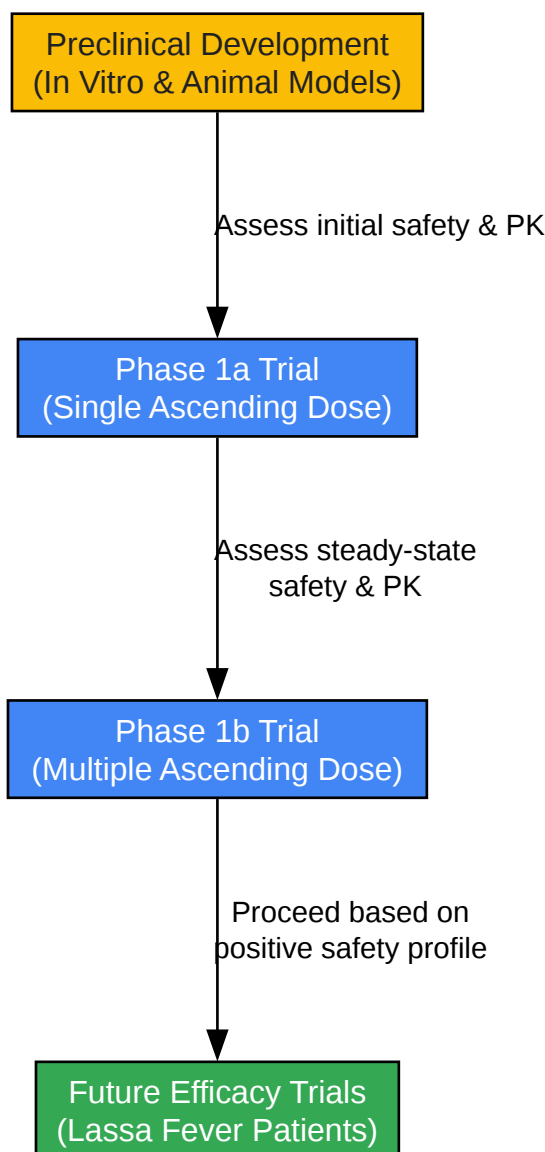 Preclinical Development
(In Vitro & Animal Models)
Assess initial safety & PK
Phase 1a Trial
(Single Ascending Dose)
Assess steady-state
safety & PK
Phase 1b Trial
(Multiple Ascending Dose)
Proceed based on
positive safety profile
Future Efficacy Trials
(Lassa Fever Patients)